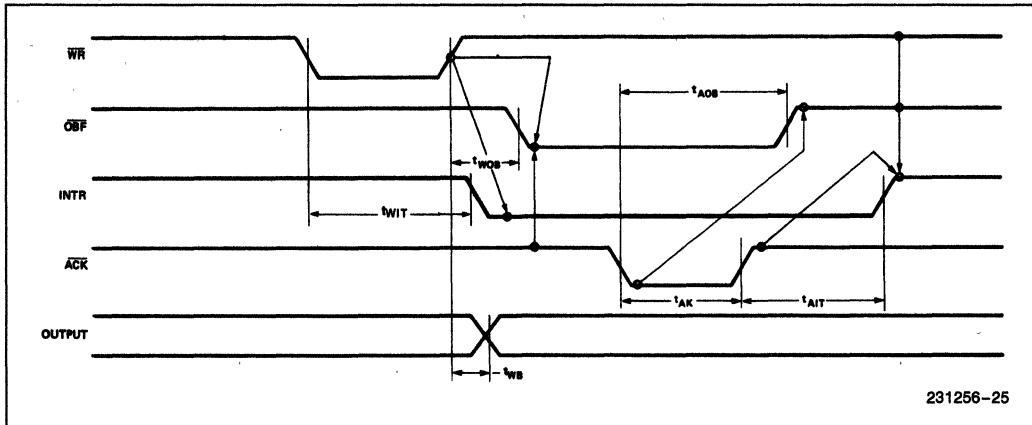 WR
OBF
INTR
ACK
OUTPUT
tAOB
tWOB
tWIT
tAK
tAIT
tWB
231256-25